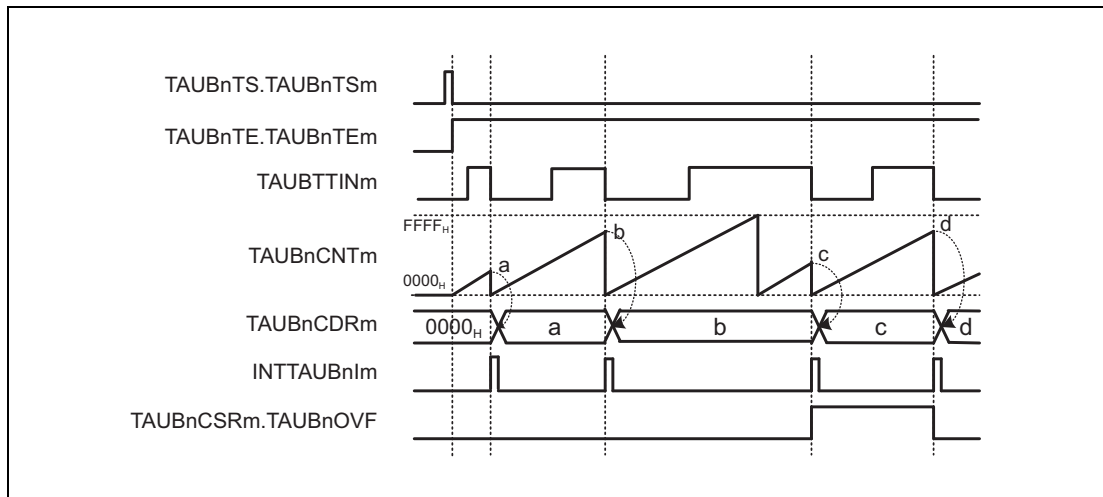 TAUBnTS.TAUBnTSm
TAUBnTE.TAUBnTEm
TAUBTTINm
FFFFH
b
d
TAUBnCNTm
a
c
0000H
TAUBnCDRm
0000H
a
b
c
d
INTTAUBnIm
TAUBnCSRm.TAUBnOVF